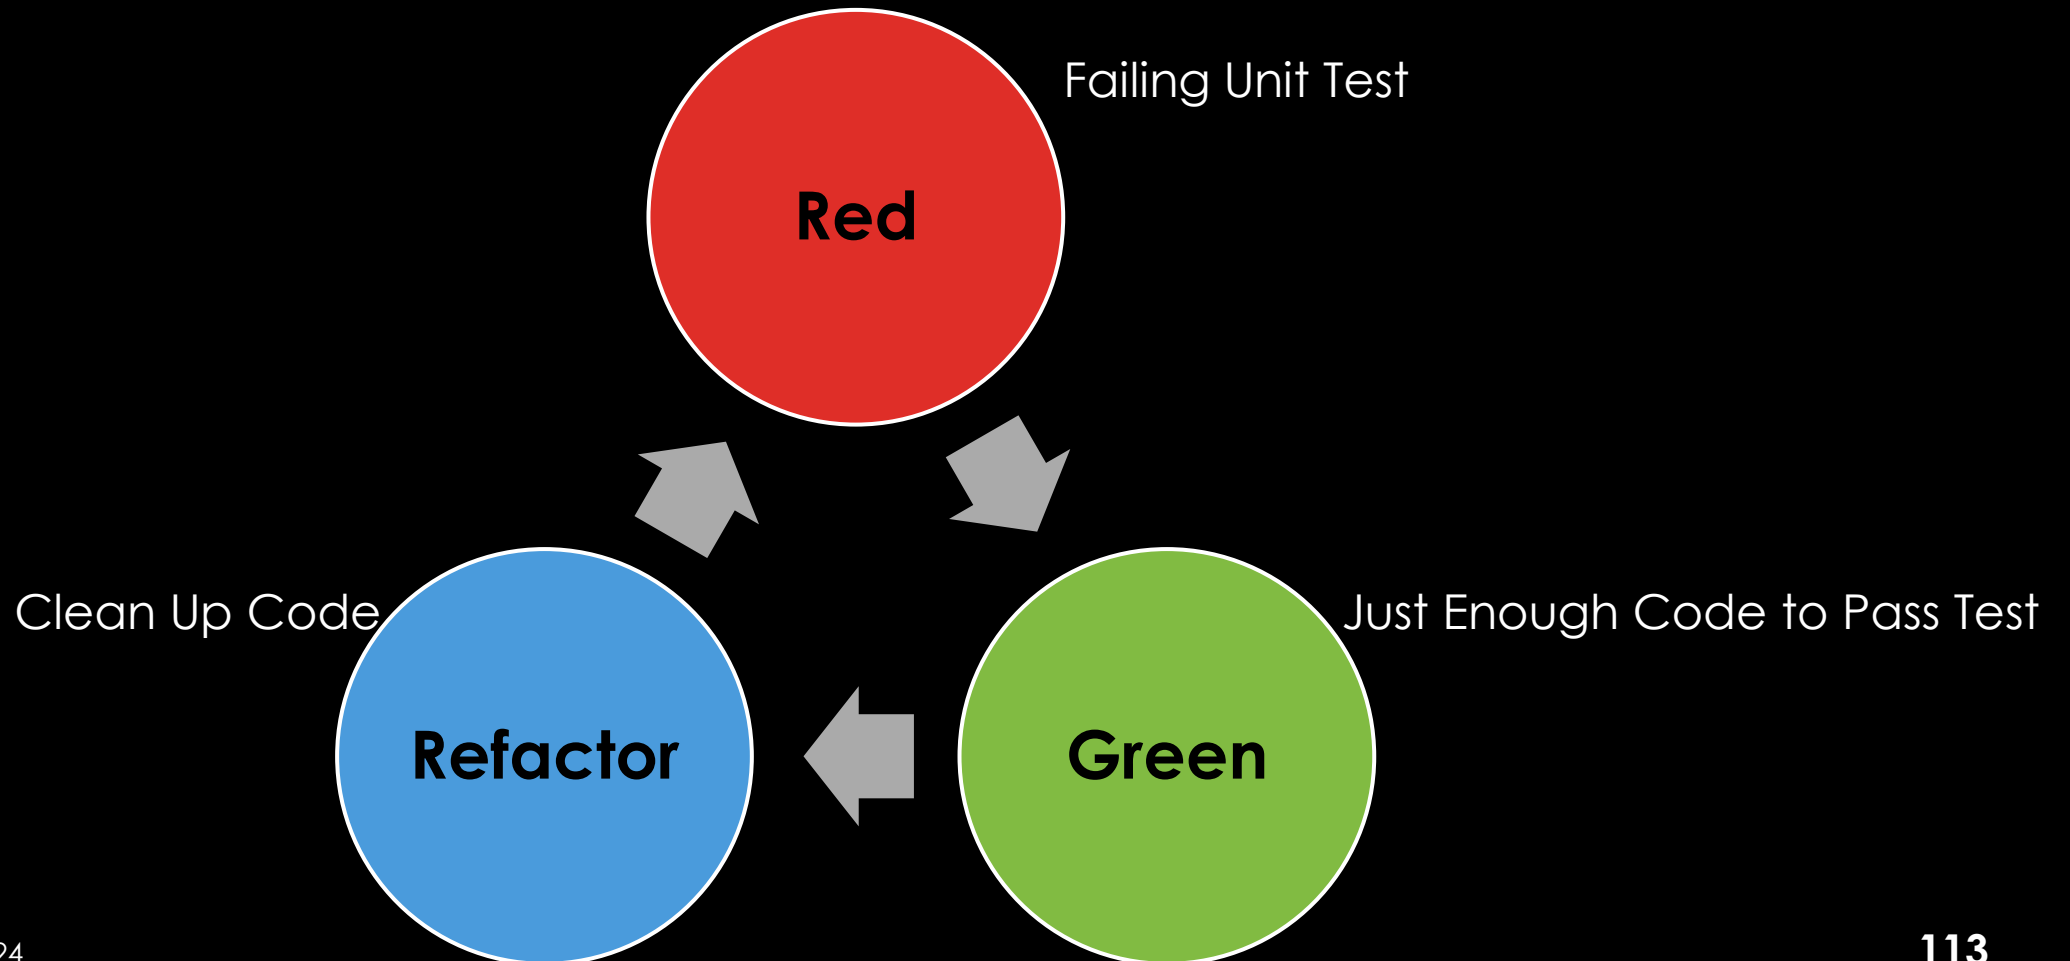 Failing Unit Test
Red
Clean Up Code
Just Enough Code to Pass Test
Refactor
Green
113